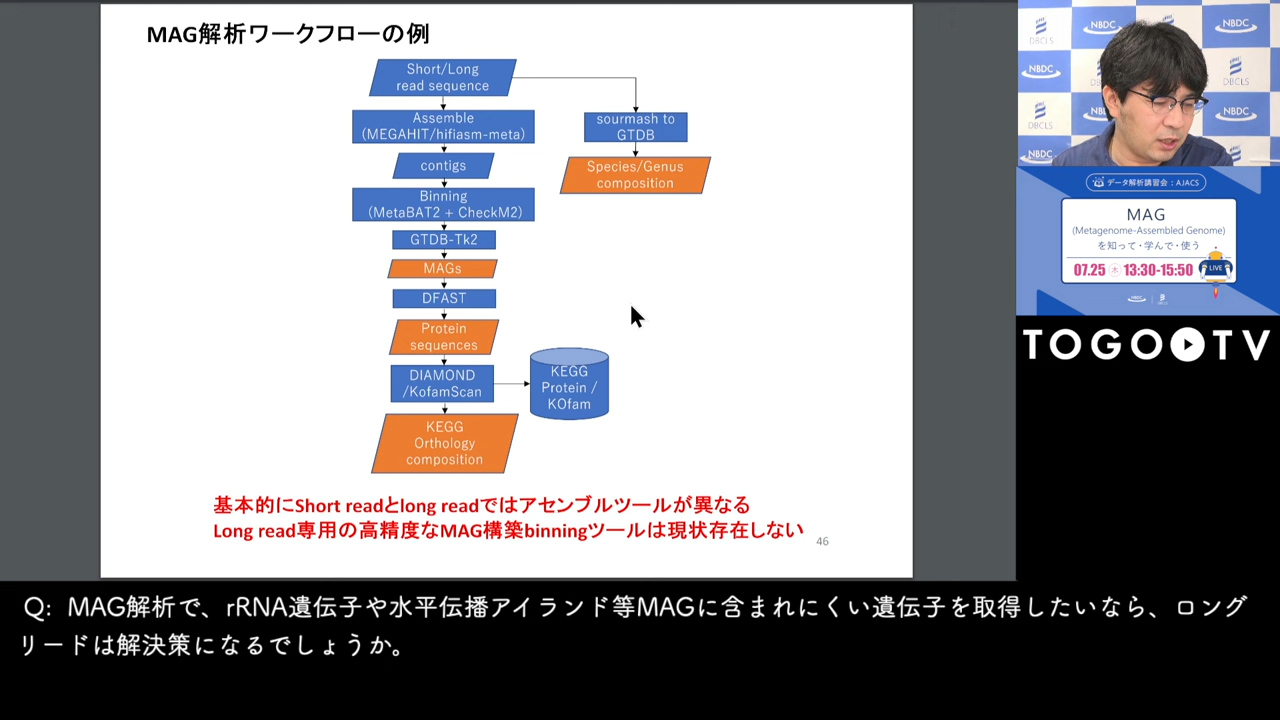 MAG解析ワークフローの例
Short/Long
read sequence
Assemble
(MEGAHIT/hifiasm-meta)
contigs
Binning
(MetaBAT2 + CheckM2)
GTDB-Tk2
MAGs
DFAST
Protein
sequences
DIAMOND
/KofamScan
KEGG
Orthology
composition
KEGG
Protein /
KOfam
sourmash to
GTDB
Species/Genus
composition
基本的にShort readとlong readではアセンブルツールが異なる
Long read専用の高精度なMAG構築binningツールは現状存在しない
46
NBDC
NBDC
DBCLS
NBDC
DBCLS
NBDC
DBCLS
NBDC
データ解析講習会：AJACS
MAG
(Metagenome-Assembled Genome)
を知って・学んで・使う
07.25 木 13:30-15:50
LIVE
TOGO TV
Q: MAG解析で、rRNA遺伝子や水平伝播アイランド等MAGに含まれにくい遺伝子を取得したいなら、ロング
リードは解決策になるでしょうか。